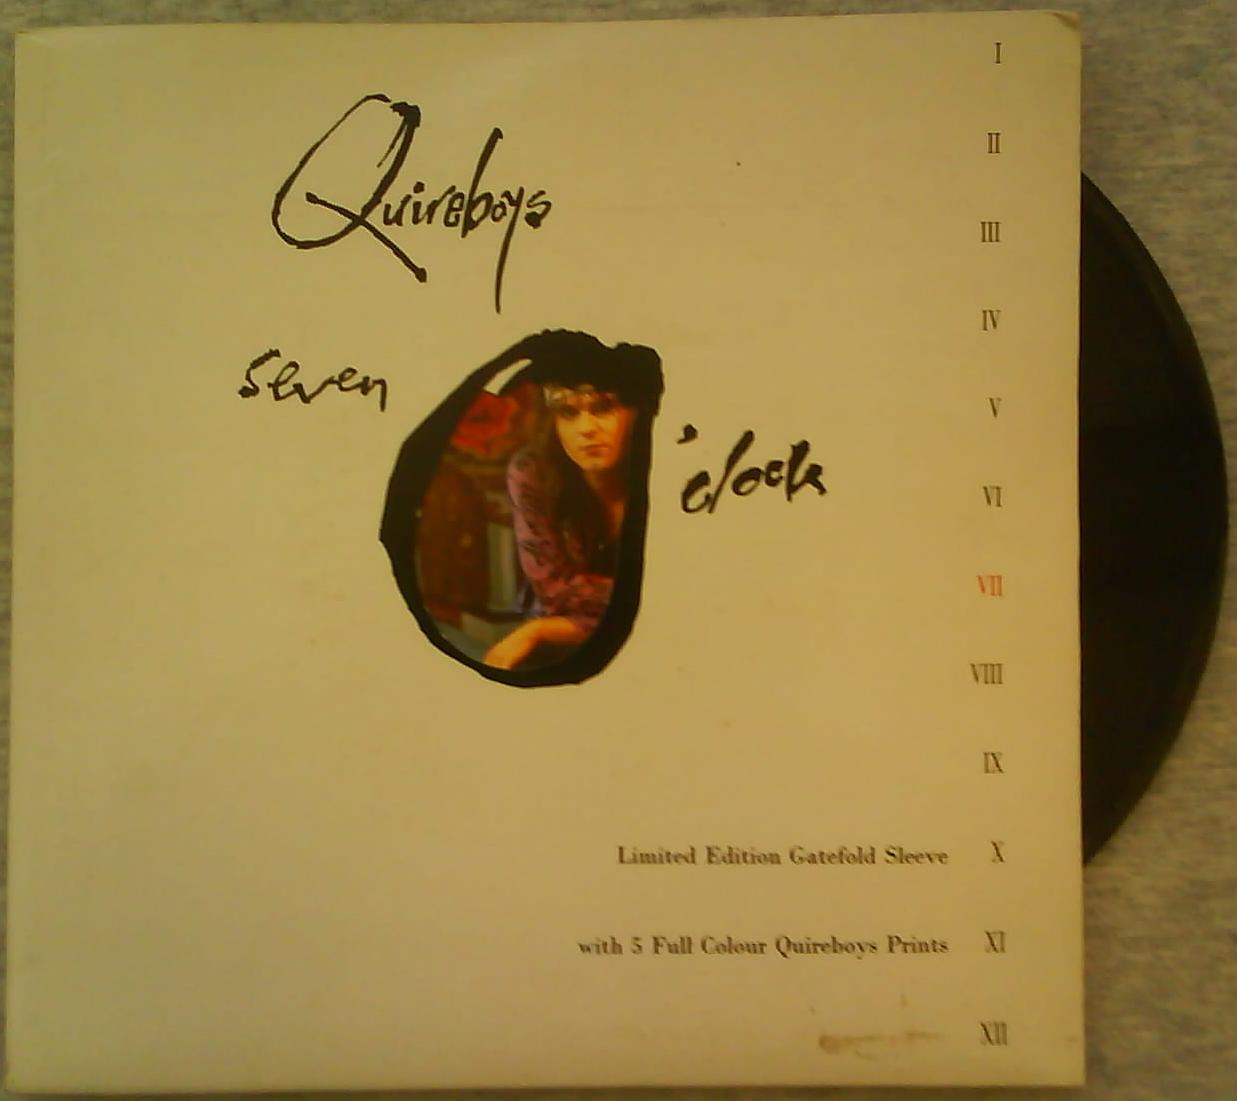 Quireboys
seven
'clock
I
II
III
IV
V
VI
VII
VIII
IX
Limited Edition Gatefold Sleeve X
with 5 Full Colour Quireboys Prints XI
XII